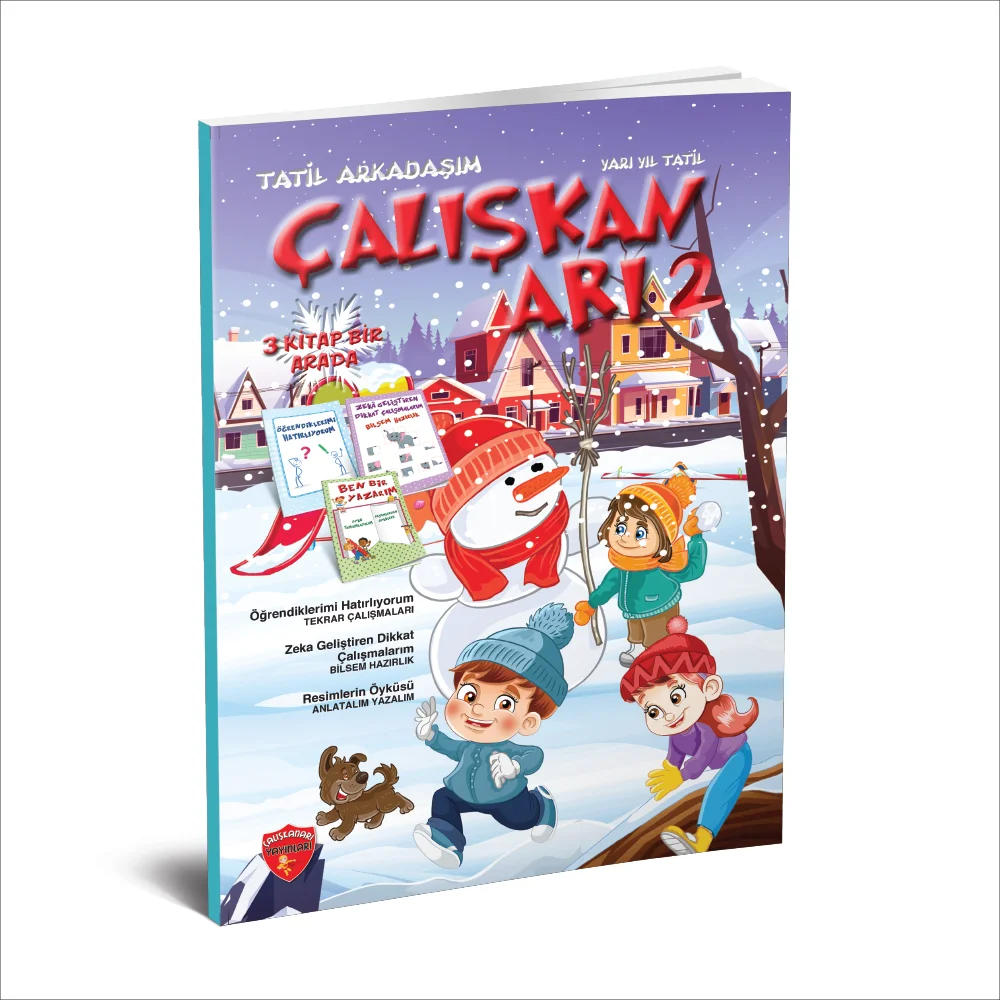 TATİL ARKADAŞIM
YARI YIL TATİL
ÇALIŞKAN
ARI 2
3 KİTAP BİR
ARADA
ÖĞRENDİKLERİMİ
HATIRLIYORUM
?
ZEKÂ GELİŞTİREN
DİKKAT ÇALIŞMALARIM
BİLSEM HAZIRLIK
BEN BİR
YAZARIM
Öğrendiklerimi Hatırlıyorum
TEKRAR ÇALIŞMALARI
Zeka Geliştiren Dikkat
Çalışmalarım
BİLSEM HAZIRLIK
Resimlerin Öyküsü
ANLATALIM YAZALIM
ÇALIŞKANARI
YAYINLARI